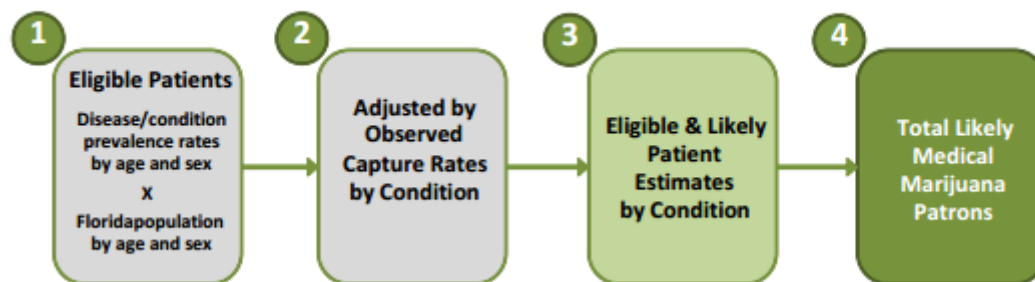 1
Eligible Patients
Disease/condition
prevalence rates
by age and sex
X
Floridapopulation
by age and sex
2
Adjusted by
Observed
Capture Rates
by Condition
3
Eligible & Likely
Patient
Estimates
by Condition
4
Total Likely
Medical
Marijuana
Patrons